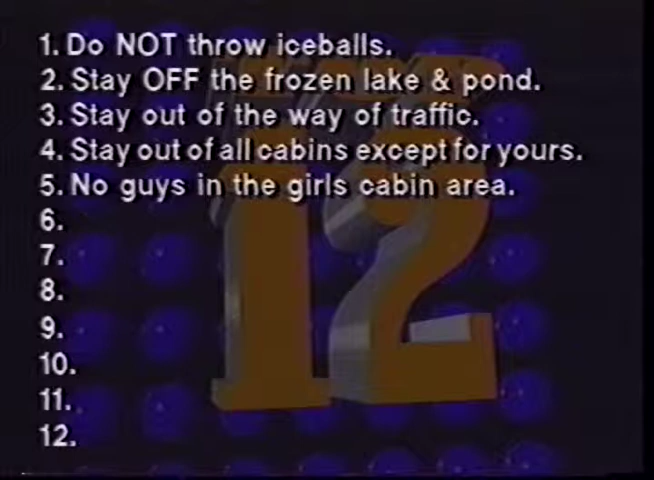 1. Do NOT throw iceballs.
2. Stay OFF the frozen lake & pond.
3. Stay out of the way of traffic.
4. Stay out of all cabins except for yours.
5. No guys in the girls cabin area.
6.
7.
8.
9.
10.
11.
12.
12